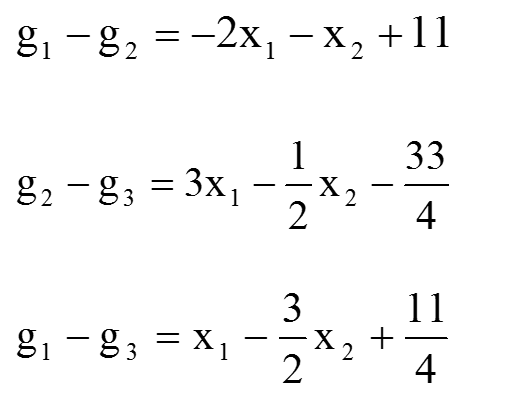 g₁ − g₂ = −2x₁ − x₂ + 11
g₂ − g₃ = 3x₁ − 1/2 x₂ − 33/4
g₁ − g₃ = x₁ − 3/2 x₂ + 11/4